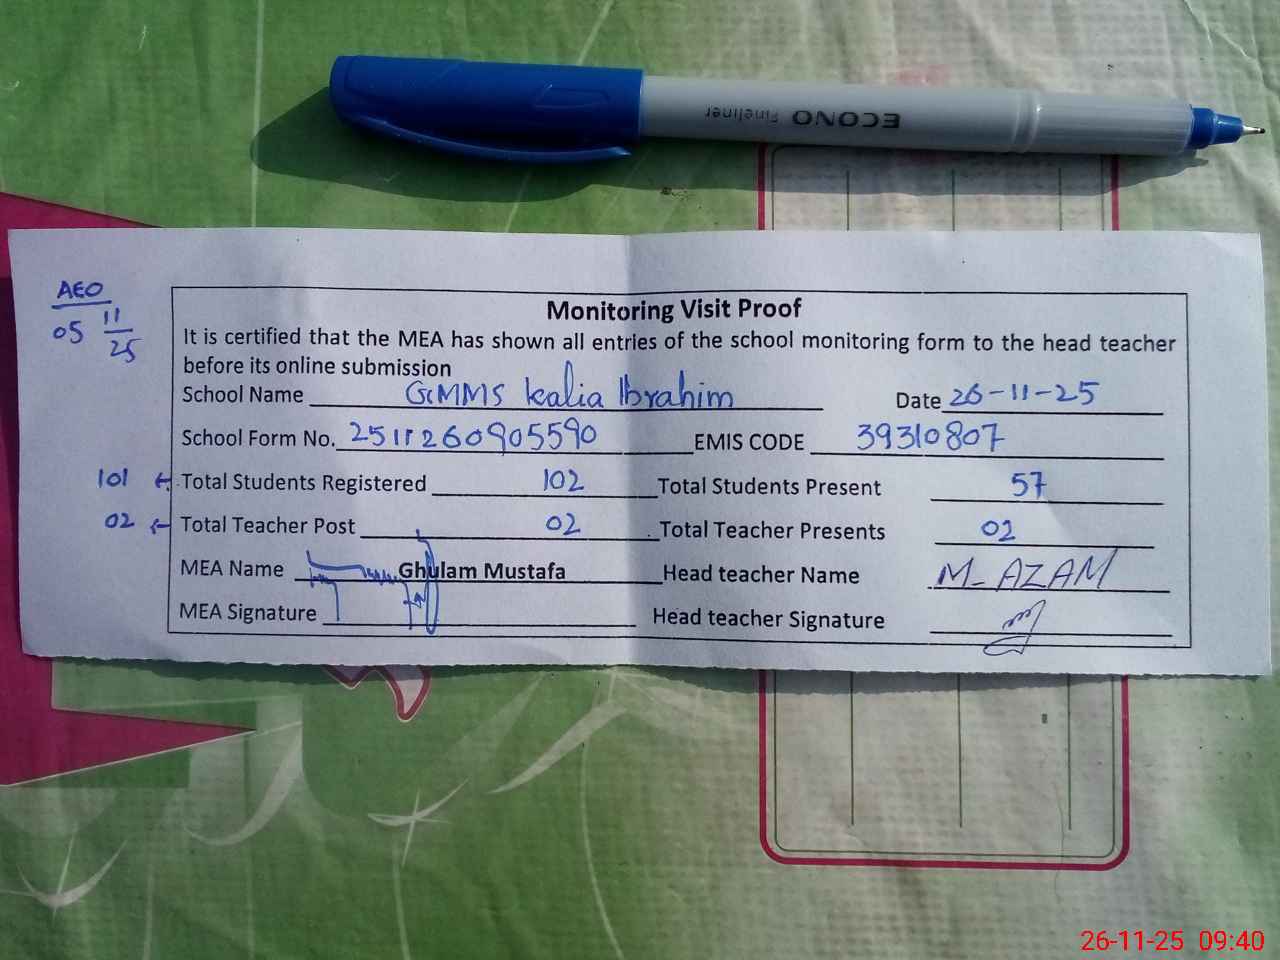 ECONO Fineliner
AEO
05 11/25
Monitoring Visit Proof
It is certified that the MEA has shown all entries of the school monitoring form to the head teacher
before its online submission
School Name GMMS Kalia Ibrahim Date 26-11-25
School Form No. 2511260905590 EMIS CODE 39310807
101 ← Total Students Registered 102 Total Students Present 57
02 ← Total Teacher Post 02 Total Teacher Presents 02
MEA Name Ghulam Mustafa Head teacher Name M_ AZAM
MEA Signature Head teacher Signature
26-11-25 09:40